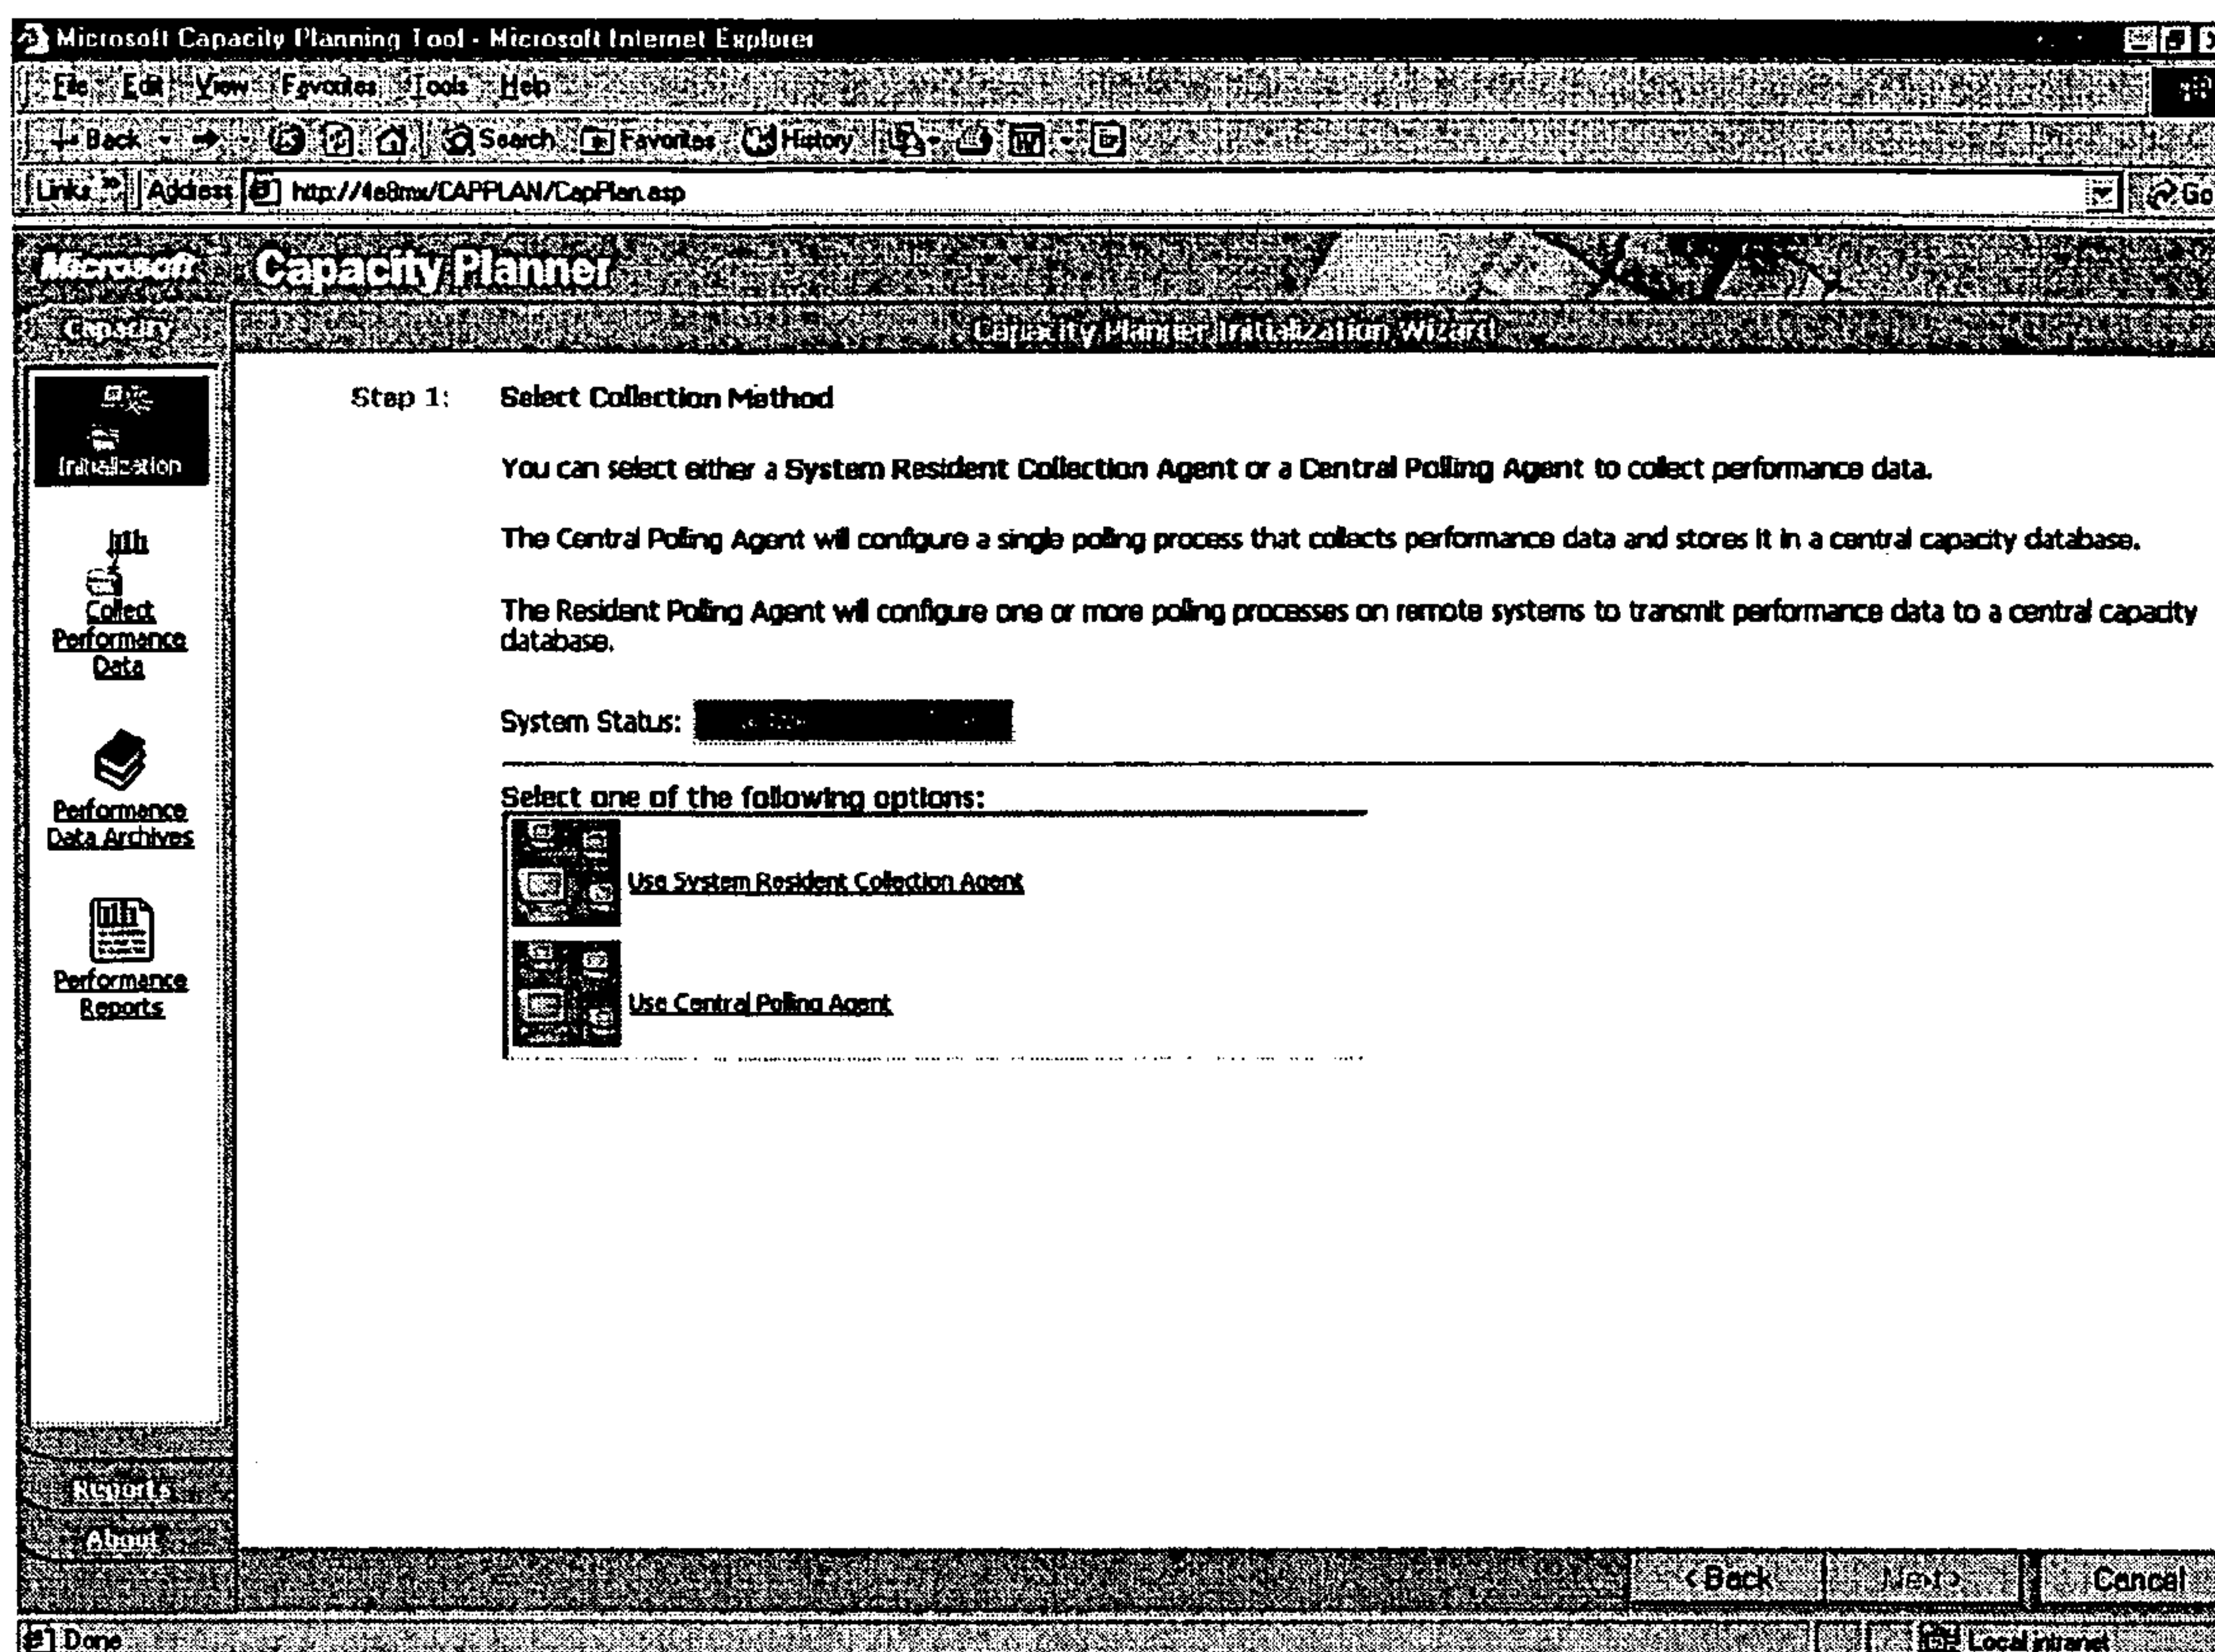 Microsoft Capacity Planning Tool - Microsoft Internet Explorer
File Edit View Favorites Tools Help
Back Search Favorites History
Links » Address http://4e8mx/CAPPLAN/CapPlan.asp Go
Microsoft Capacity Planner
Capacity
Capacity Planner Initialization Wizard
Initialization
Collect
Performance
Data
Performance
Data Archives
Performance
Reports
Reports
About
Step 1: Select Collection Method
You can select either a System Resident Collection Agent or a Central Polling Agent to collect performance data.
The Central Polling Agent will configure a single polling process that collects performance data and stores it in a central capacity database.
The Resident Polling Agent will configure one or more polling processes on remote systems to transmit performance data to a central capacity
database.
System Status:
Select one of the following options:
Use System Resident Collection Agent
Use Central Polling Agent
< Back Next > Cancel
Done Local intranet